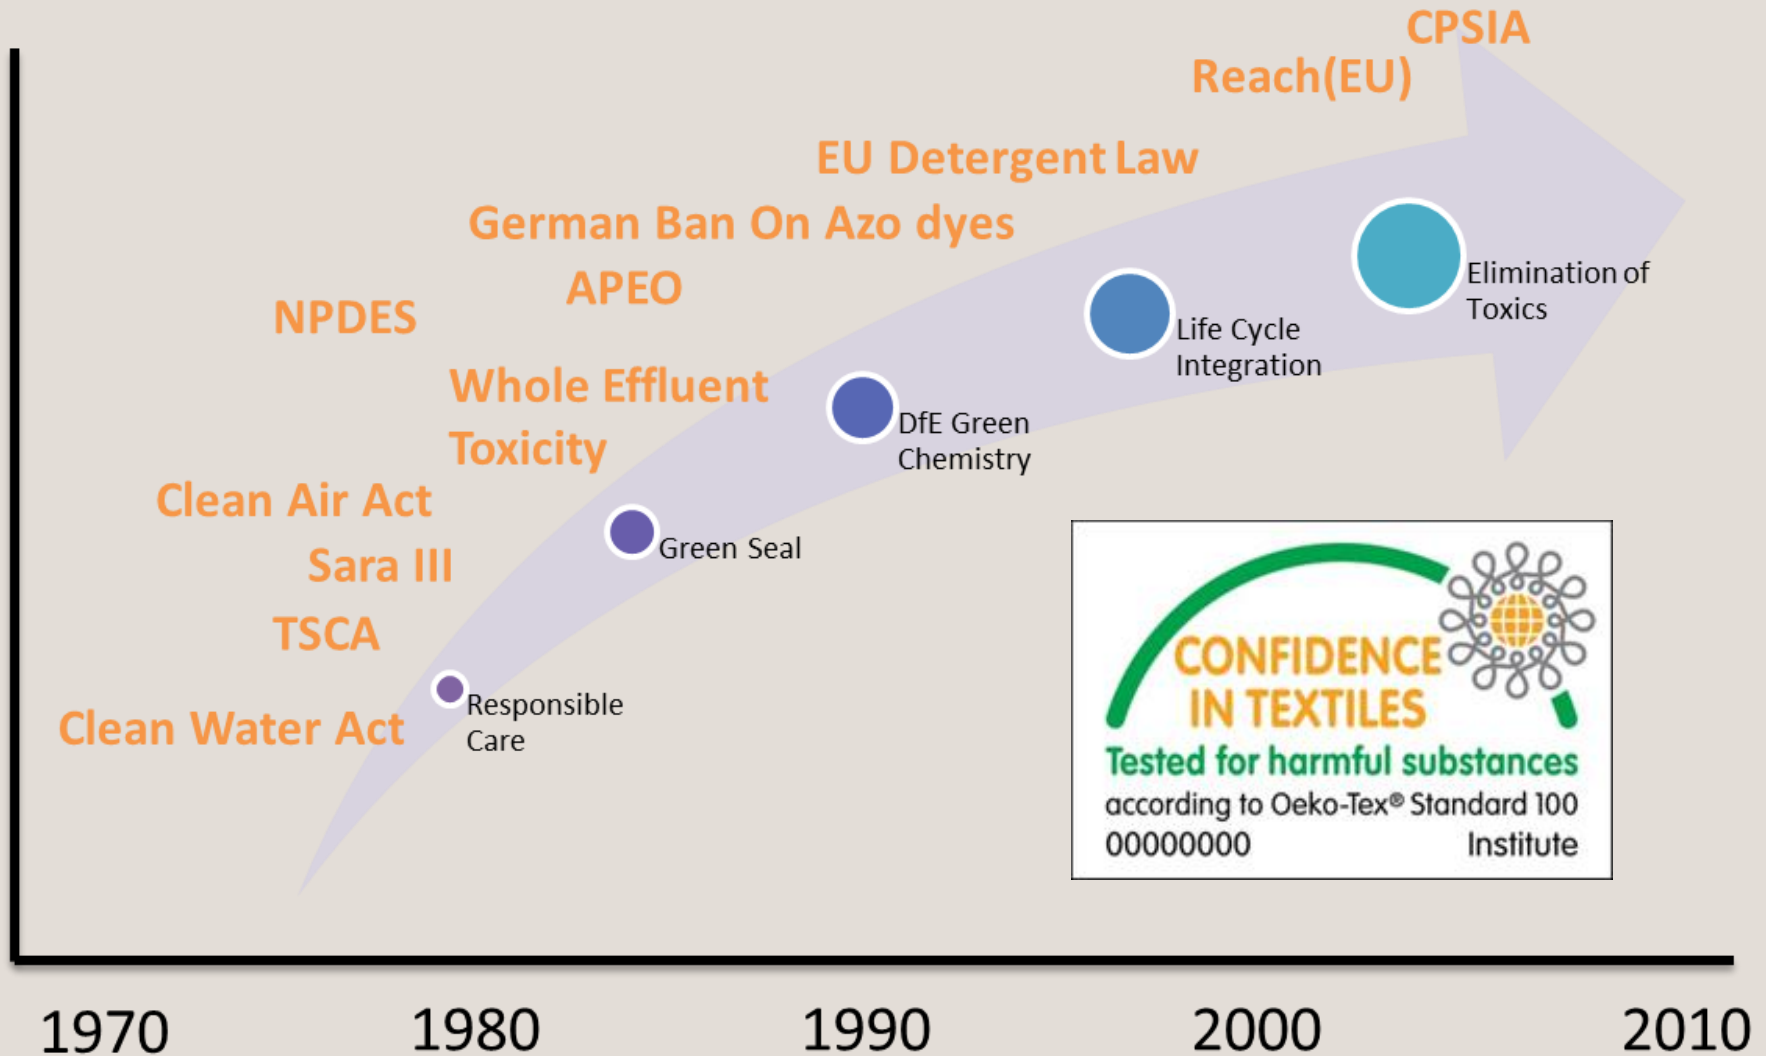 CPSIA
Reach(EU)
EU Detergent Law
German Ban On Azo dyes
APEO
NPDES
Whole Effluent
Toxicity
Clean Air Act
Sara III
TSCA
Clean Water Act
Responsible
Care
Green Seal
DfE Green
Chemistry
Life Cycle
Integration
Elimination of
Toxics
CONFIDENCE
IN TEXTILES
Tested for harmful substances
according to Oeko-Tex® Standard 100
00000000 Institute
1970 1980 1990 2000 2010